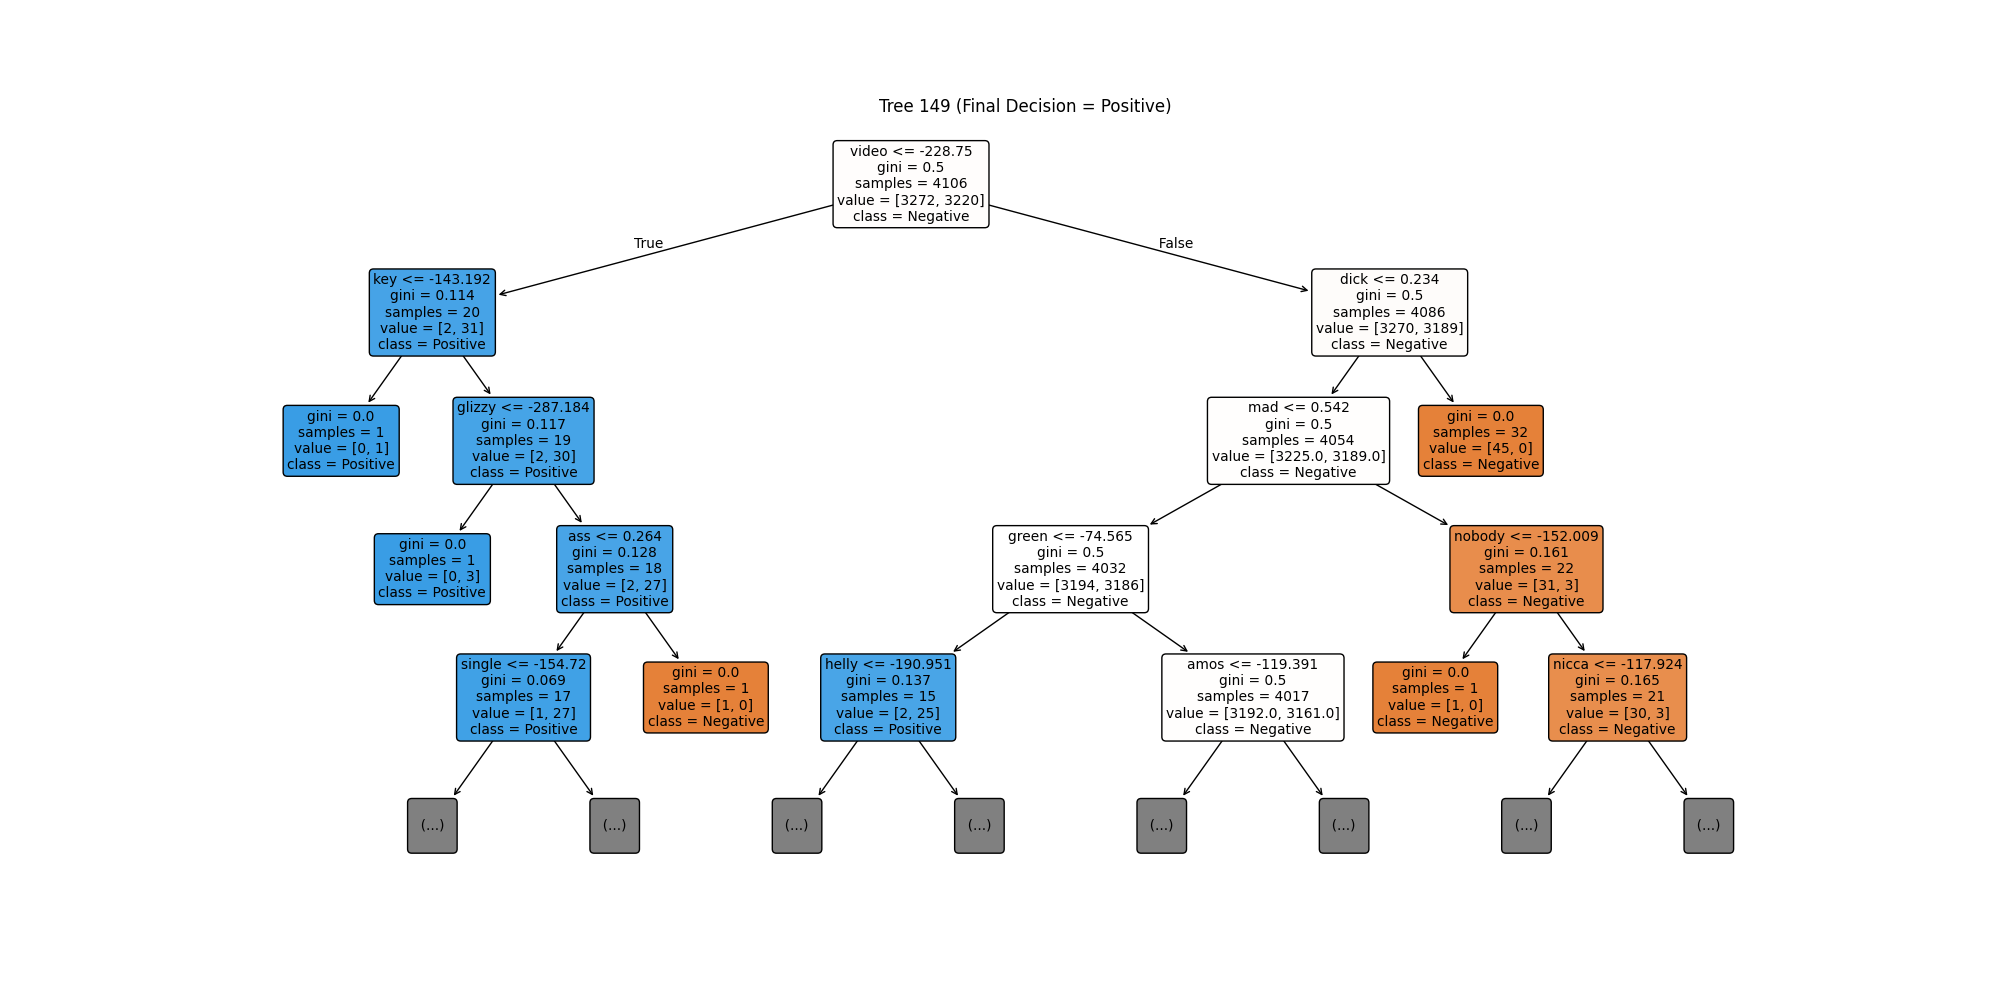 Tree 149 (Final Decision = Positive)
video <= -228.75
gini = 0.5
samples = 4106
value = [3272, 3220]
class = Negative
True
False
key <= -143.192
gini = 0.114
samples = 20
value = [2, 31]
class = Positive
dick <= 0.234
gini = 0.5
samples = 4086
value = [3270, 3189]
class = Negative
gini = 0.0
samples = 1
value = [0, 1]
class = Positive
glizzy <= -287.184
gini = 0.117
samples = 19
value = [2, 30]
class = Positive
mad <= 0.542
gini = 0.5
samples = 4054
value = [3225.0, 3189.0]
class = Negative
gini = 0.0
samples = 32
value = [45, 0]
class = Negative
gini = 0.0
samples = 1
value = [0, 3]
class = Positive
ass <= 0.264
gini = 0.128
samples = 18
value = [2, 27]
class = Positive
green <= -74.565
gini = 0.5
samples = 4032
value = [3194, 3186]
class = Negative
nobody <= -152.009
gini = 0.161
samples = 22
value = [31, 3]
class = Negative
single <= -154.72
gini = 0.069
samples = 17
value = [1, 27]
class = Positive
gini = 0.0
samples = 1
value = [1, 0]
class = Negative
helly <= -190.951
gini = 0.137
samples = 15
value = [2, 25]
class = Positive
amos <= -119.391
gini = 0.5
samples = 4017
value = [3192.0, 3161.0]
class = Negative
gini = 0.0
samples = 1
value = [1, 0]
class = Negative
nicca <= -117.924
gini = 0.165
samples = 21
value = [30, 3]
class = Negative
(...)
(...)
(...)
(...)
(...)
(...)
(...)
(...)